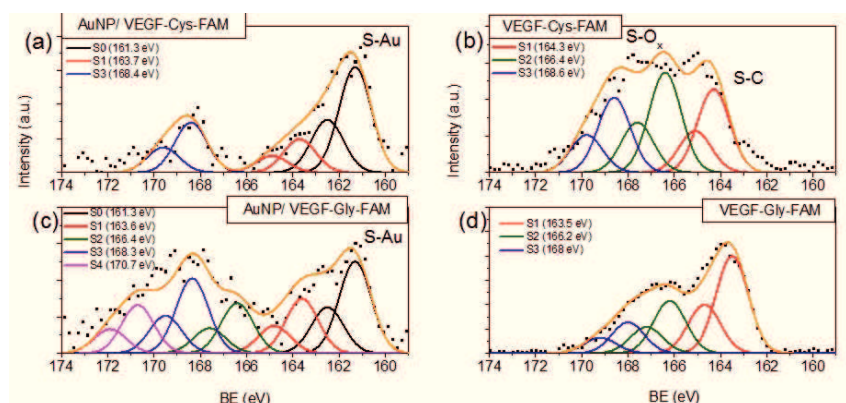 (a)
AuNP/ VEGF-Cys-FAM
S0 (161.3 eV)
S1 (163.7 eV)
S3 (168.4 eV)
S-Au
Intensity (a.u.)
174 172 170 168 166 164 162 160
(b)
VEGF-Cys-FAM
S1 (164.3 eV)
S2 (166.4 eV)
S3 (168.6 eV)
S-Ox
S-C
Intensity (a.u.)
174 172 170 168 166 164 162 160
(c)
AuNP/ VEGF-Gly-FAM
S0 (161.3 eV)
S1 (163.6 eV)
S2 (166.4 eV)
S3 (168.3 eV)
S4 (170.7 eV)
S-Au
174 172 170 168 166 164 162 160
BE (eV)
(d)
VEGF-Gly-FAM
S1 (163.5 eV)
S2 (166.2 eV)
S3 (168 eV)
174 172 170 168 166 164 162 160
BE (eV)